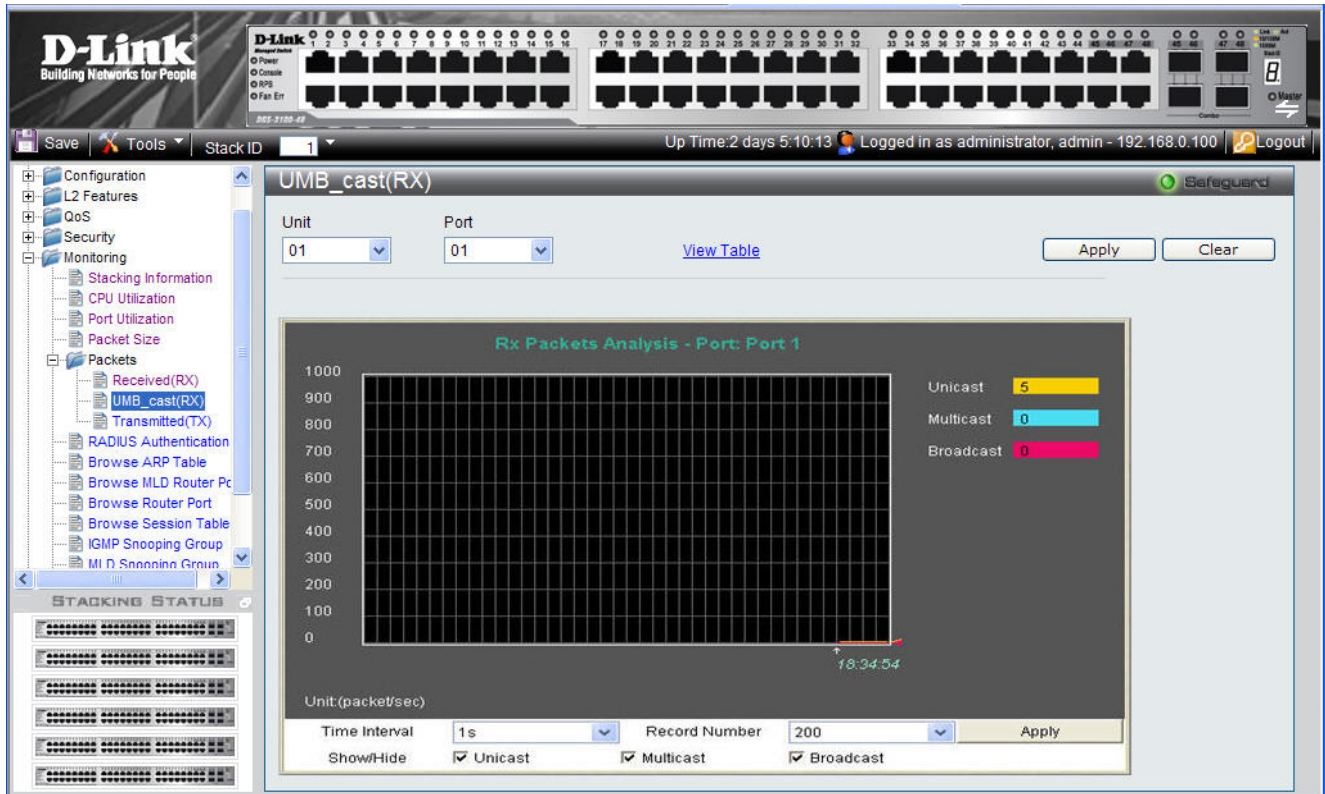 D-Link
Building Networks for People
D-Link
1 2 3 4 5 6 7 8 9 10 11 12 13 14 15 16
17 18 19 20 21 22 23 24 25 26 27 28 29 30 31 32
33 34 35 36 37 38 39 40 41 42 43 44 45 46 47 48
45 46
47 48
Power
Console
RPS
Fan Err
Master
Combo
Save
Tools
Stack ID
1
Up Time:2 days 5:10:13
Logged in as administrator, admin - 192.168.0.100
Logout
Configuration
L2 Features
QoS
Security
Monitoring
Stacking Information
CPU Utilization
Port Utilization
Packet Size
Packets
Received(RX)
UMB_cast(RX)
Transmitted(TX)
RADIUS Authentication
Browse ARP Table
Browse MLD Router Pc
Browse Router Port
Browse Session Table
IGMP Snooping Group
MLD Snooping Group
STACKING STATUS
UMB_cast(RX)
Safeguard
Unit
Port
01
01
View Table
Apply
Clear
Rx Packets Analysis - Port: Port 1
1000
900
800
700
600
500
400
300
200
100
0
Unicast 5
Multicast 0
Broadcast 0
18:34:54
Unit:(packet/sec)
Time Interval 1s Record Number 200 Apply
Show/Hide Unicast Multicast Broadcast